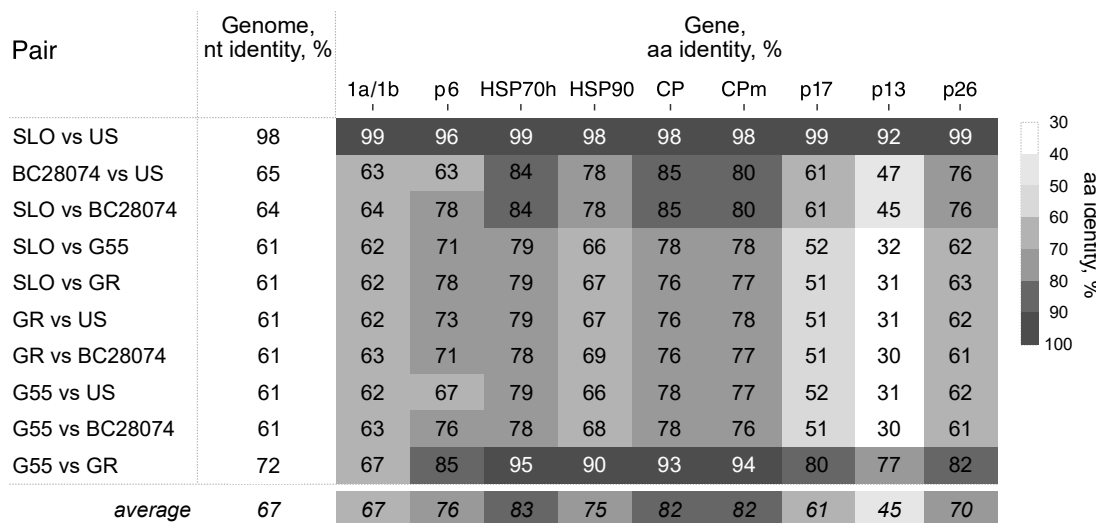 Pair Genome, nt identity, % Gene, aa identity, %
1a/1b p6 HSP70h HSP90 CP CPm p17 p13 p26
SLO vs US 98 99 96 99 98 98 98 99 92 99
BC28074 vs US 65 63 63 84 78 85 80 61 47 76
SLO vs BC28074 64 64 78 84 78 85 80 61 45 76
SLO vs G55 61 62 71 79 66 78 78 52 32 62
SLO vs GR 61 62 78 79 67 76 77 51 31 63
GR vs US 61 62 73 79 67 76 78 51 31 62
GR vs BC28074 61 63 71 78 69 76 77 51 30 61
G55 vs US 61 62 67 79 66 78 77 52 31 62
G55 vs BC28074 61 63 76 78 68 78 76 51 30 61
G55 vs GR 72 67 85 95 90 93 94 80 77 82
average 67 67 76 83 75 82 82 61 45 70
30
40
50
60
70
80
90
100
aa identity, %